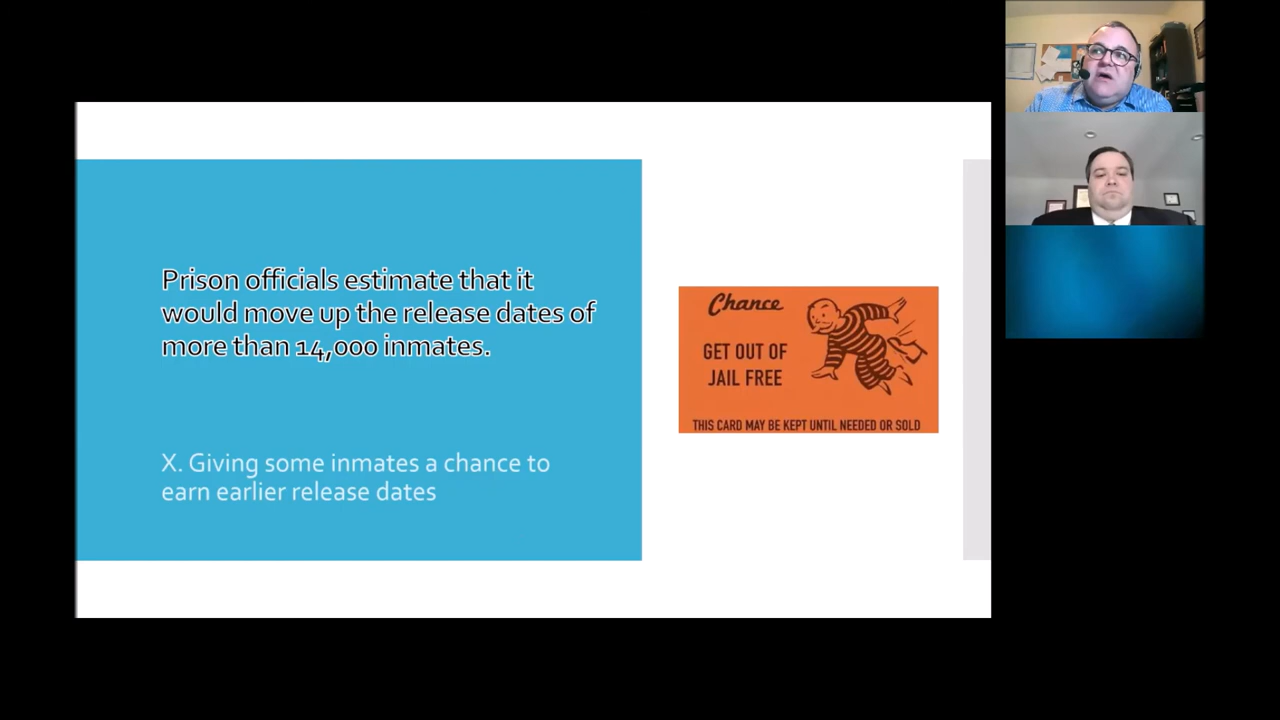 Prison officials estimate that it
would move up the release dates of
more than 14,000 inmates.
X. Giving some inmates a chance to
earn earlier release dates
Chance
GET OUT OF
JAIL FREE
THIS CARD MAY BE KEPT UNTIL NEEDED OR SOLD